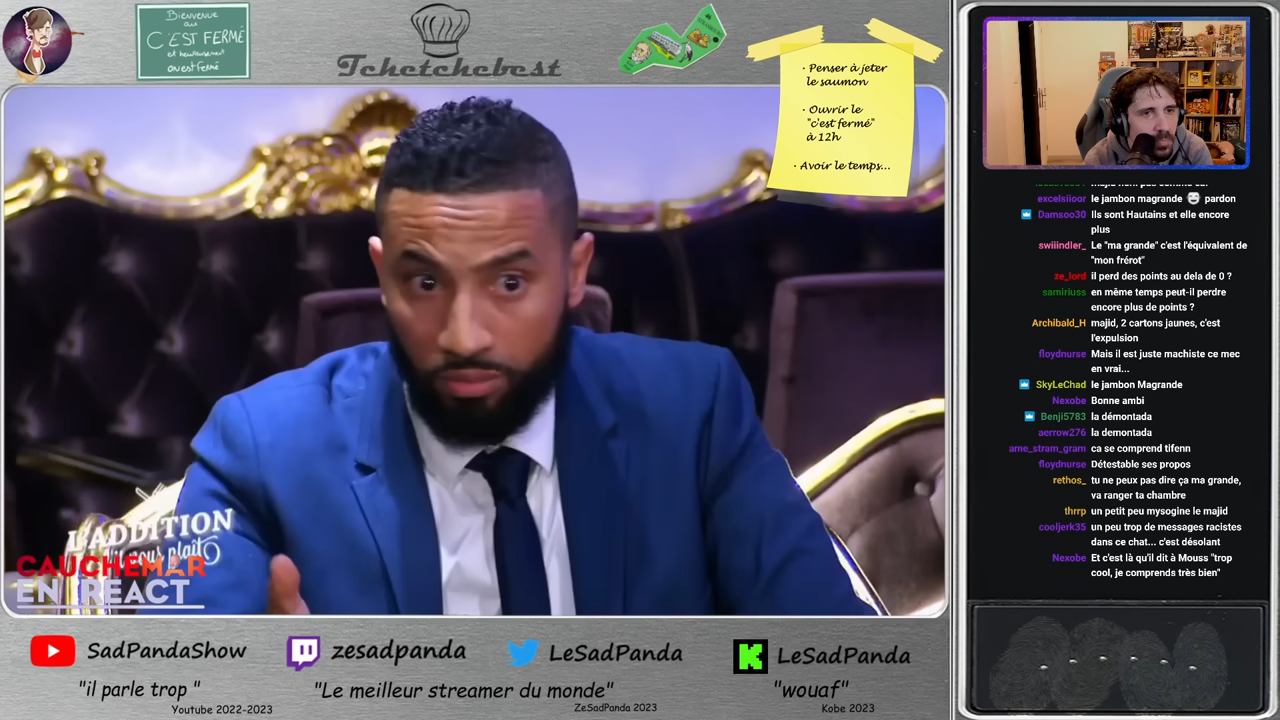 Bienvenue
au
C'EST FERMÉ
et heureusement
on est fermé
Tchetchebest
· Penser à jeter
le saumon
· Ouvrir le
"c'est fermé"
à 12h
· Avoir le temps...
L'ADDITION
s'il vous plaît
CAUCHEMAR
EN REACT
SadPandaShow
"il parle trop "
Youtube 2022-2023
zesadpanda
"Le meilleur streamer du monde"
ZeSadPanda 2023
LeSadPanda
LeSadPanda
"wouaf"
Kobe 2023
excelsiioor le jambon magrande pardon
Damsoo30 Ils sont Hautains et elle encore
plus
swiiindler_ Le "ma grande" c'est l'équivalent de
"mon frérot"
ze_lord il perd des points au dela de 0 ?
samiriuss en même temps peut-il perdre
encore plus de points ?
Archibald_H majid, 2 cartons jaunes, c'est
l'expulsion
floydnurse Mais il est juste machiste ce mec
en vrai...
SkyLeChad le jambon Magrande
Nexobe Bonne ambi
Benji5783 la démontada
aerrow276 la demontada
ame_stram_gram ca se comprend tifenn
floydnurse Détestable ses propos
rethos_ tu ne peux pas dire ça ma grande,
va ranger ta chambre
thrrp un petit peu mysogine le majid
cooljerk35 un peu trop de messages racistes
dans ce chat... c'est désolant
Nexobe Et c'est là qu'il dit à Mouss "trop
cool, je comprends très bien"